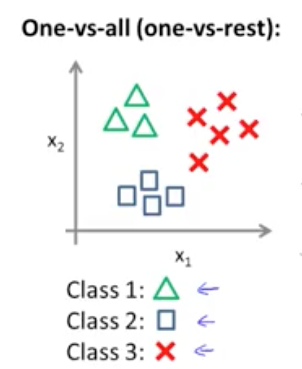 One-vs-all (one-vs-rest):
x2
x1
Class 1:
Class 2:
Class 3: